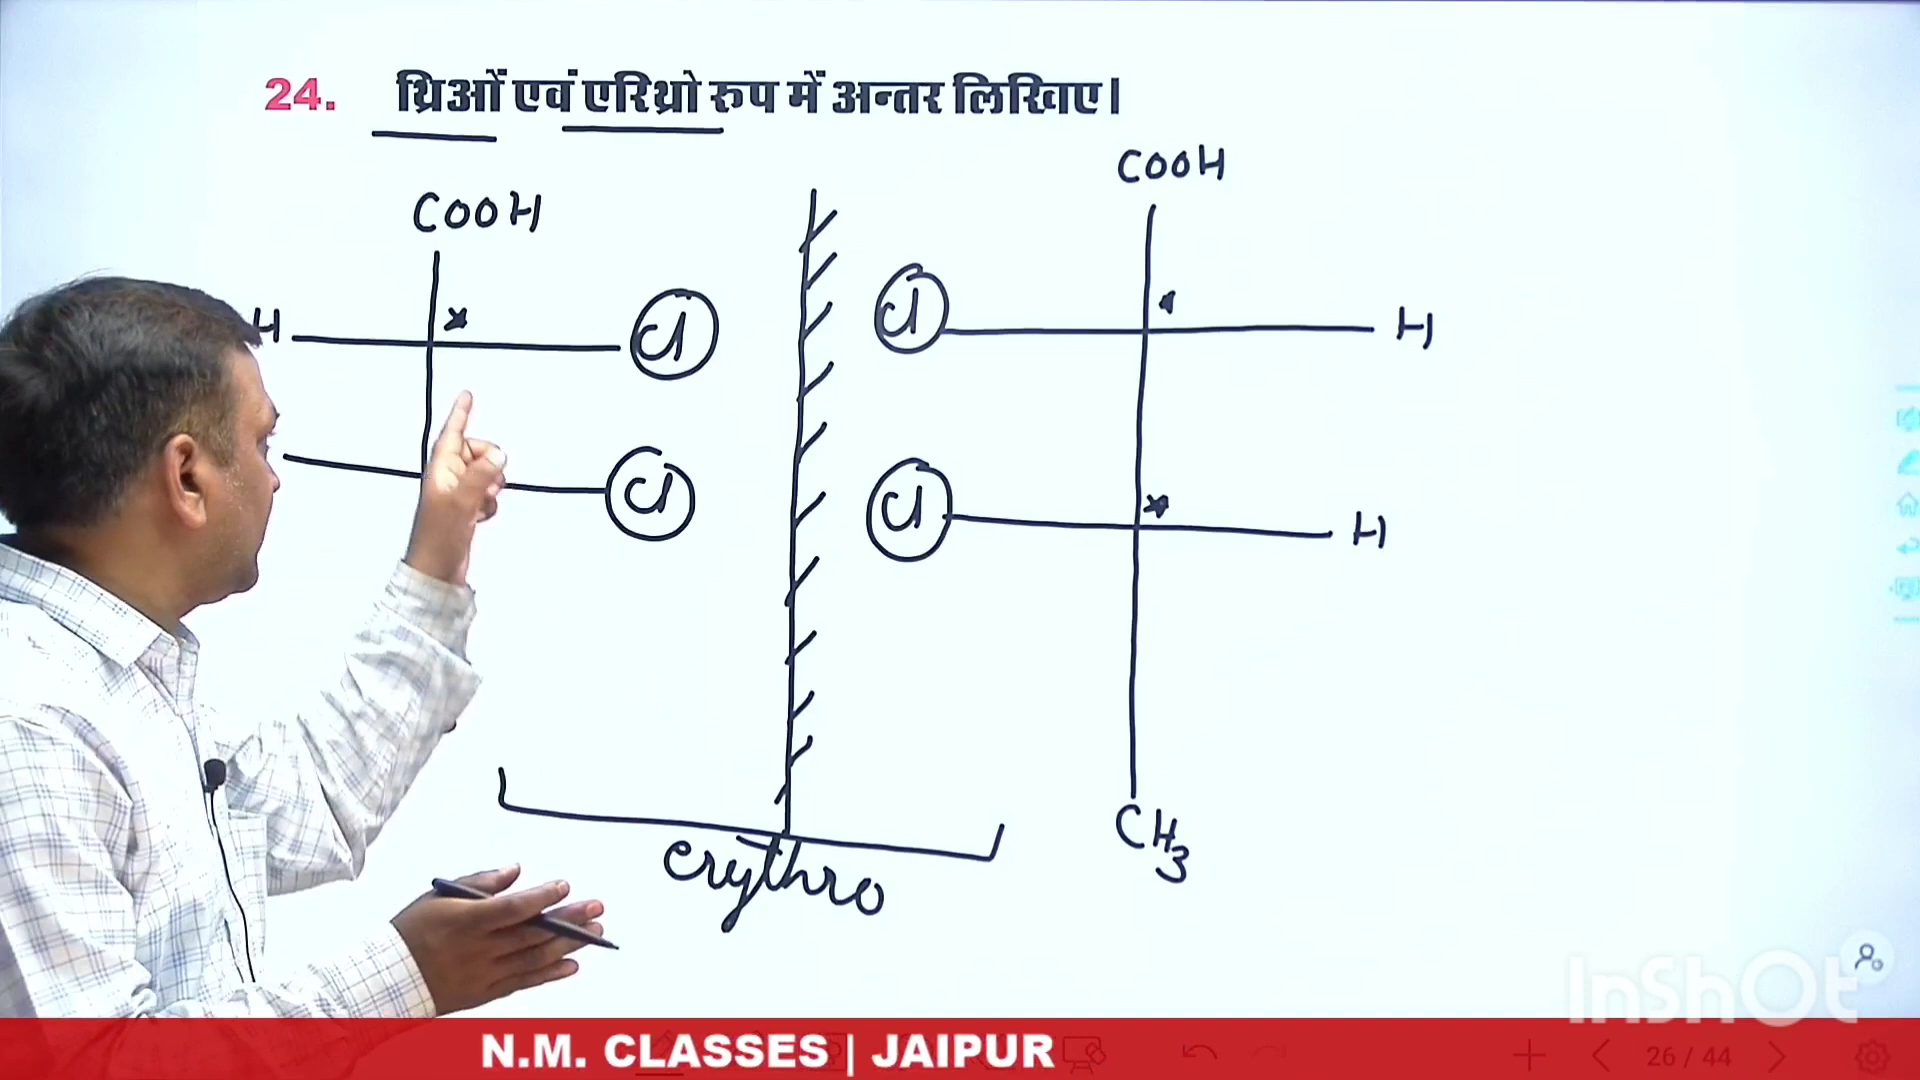 24. थ्रिओं एवं एरिथ्रो रुप में अन्तर लिखिए।
COOH
COOH
H
Cl
Cl
H
Cl
Cl
H
CH3
erythro
InShOt
N.M. CLASSES | JAIPUR
26 / 44